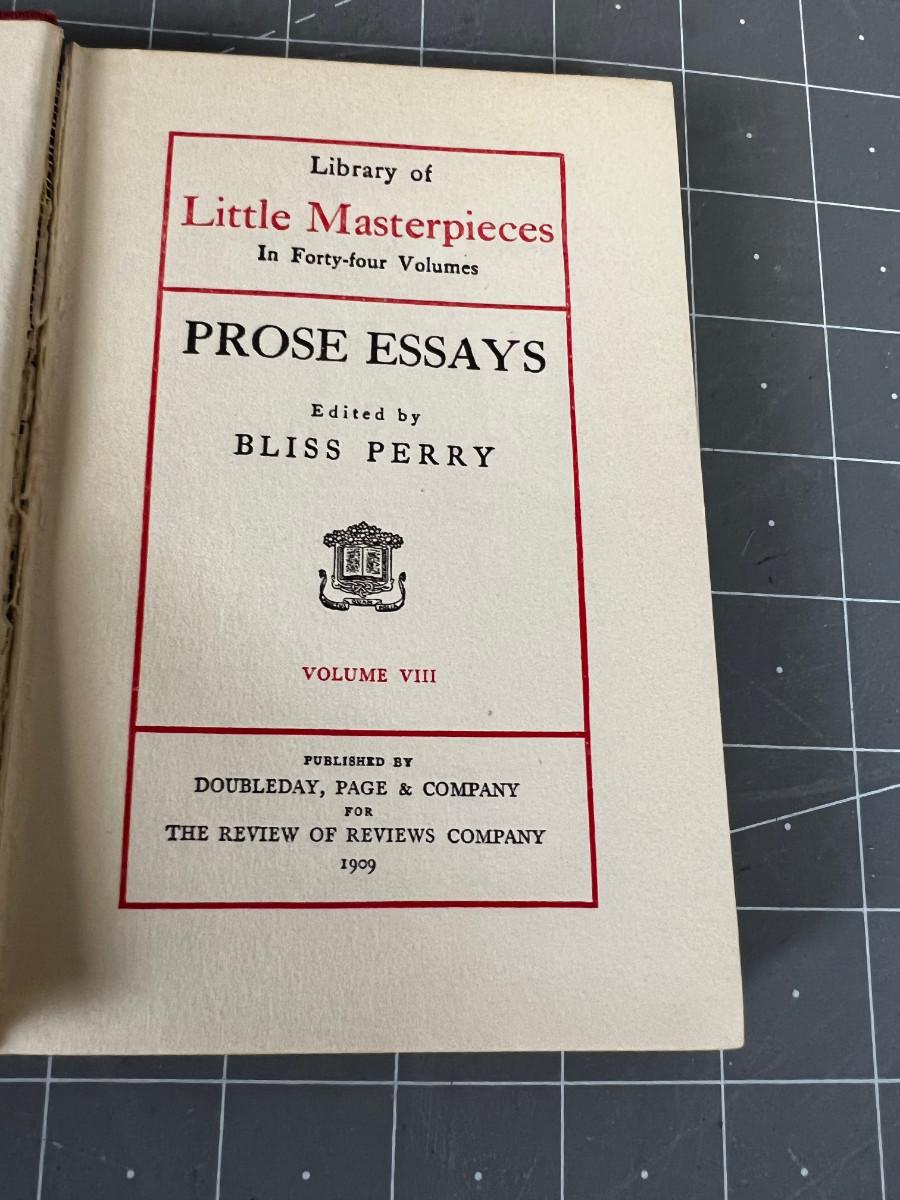 Library of
Little Masterpieces
In Forty-four Volumes
PROSE ESSAYS
Edited by
BLISS PERRY
VOLUME VIII
PUBLISHED BY
DOUBLEDAY, PAGE & COMPANY
FOR
THE REVIEW OF REVIEWS COMPANY
1909